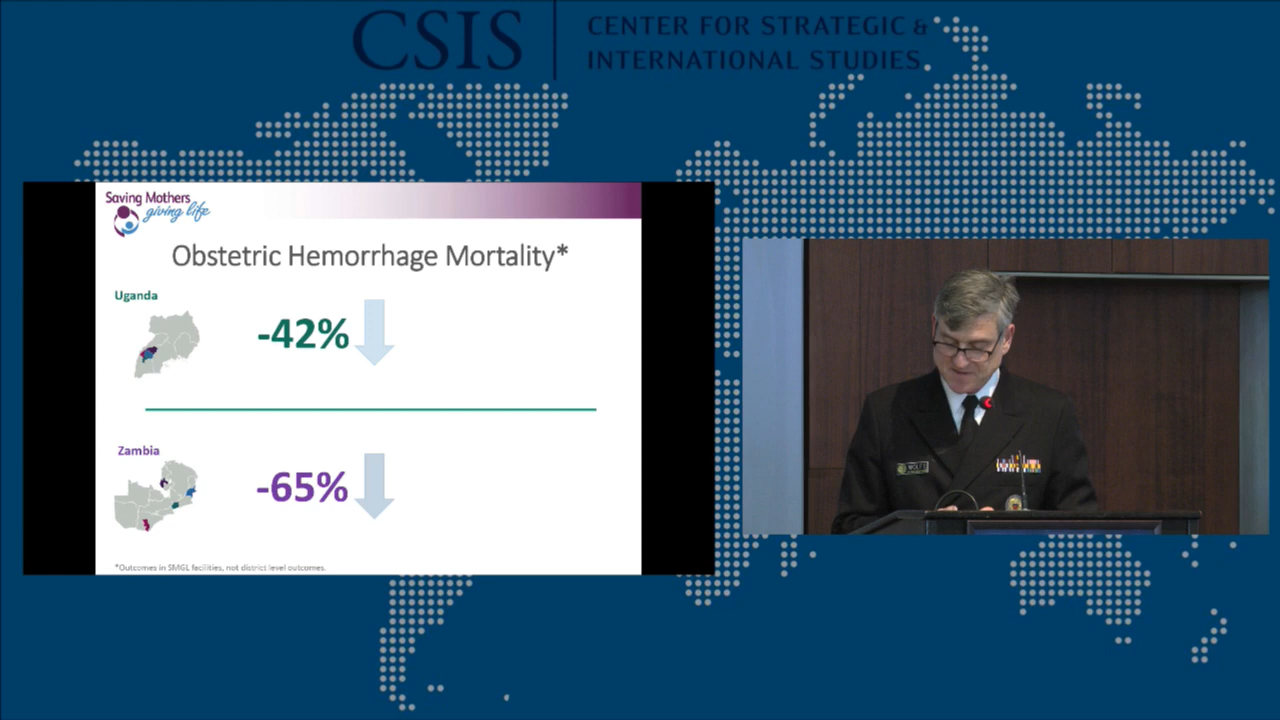 CSIS
CENTER FOR STRATEGIC &
INTERNATIONAL STUDIES
Saving Mothers
giving life
Obstetric Hemorrhage Mortality*
Uganda
-42%
Zambia
-65%
*Outcomes in SMGL facilities, not district level outcomes.